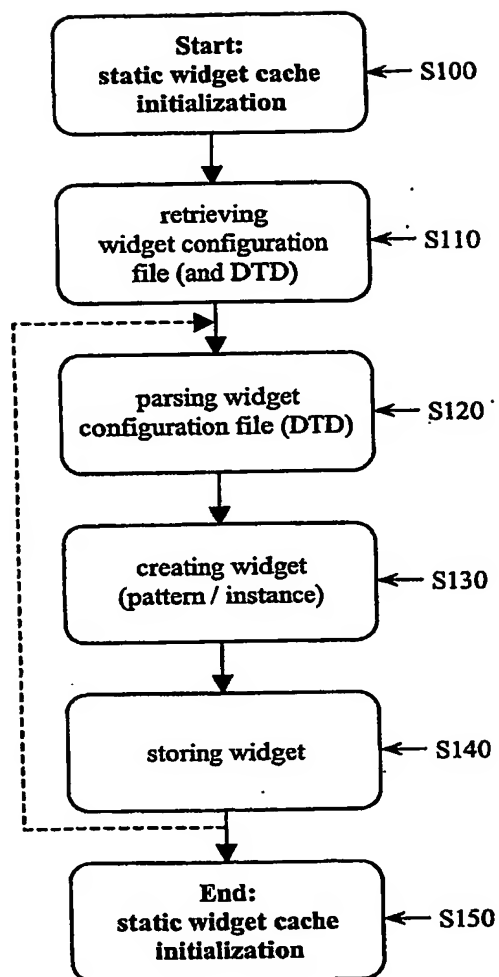 Start:
static widget cache
initialization
S100
retrieving
widget configuration
file (and DTD)
S110
parsing widget
configuration file (DTD)
S120
creating widget
(pattern / instance)
S130
storing widget
S140
End:
static widget cache
initialization
S150